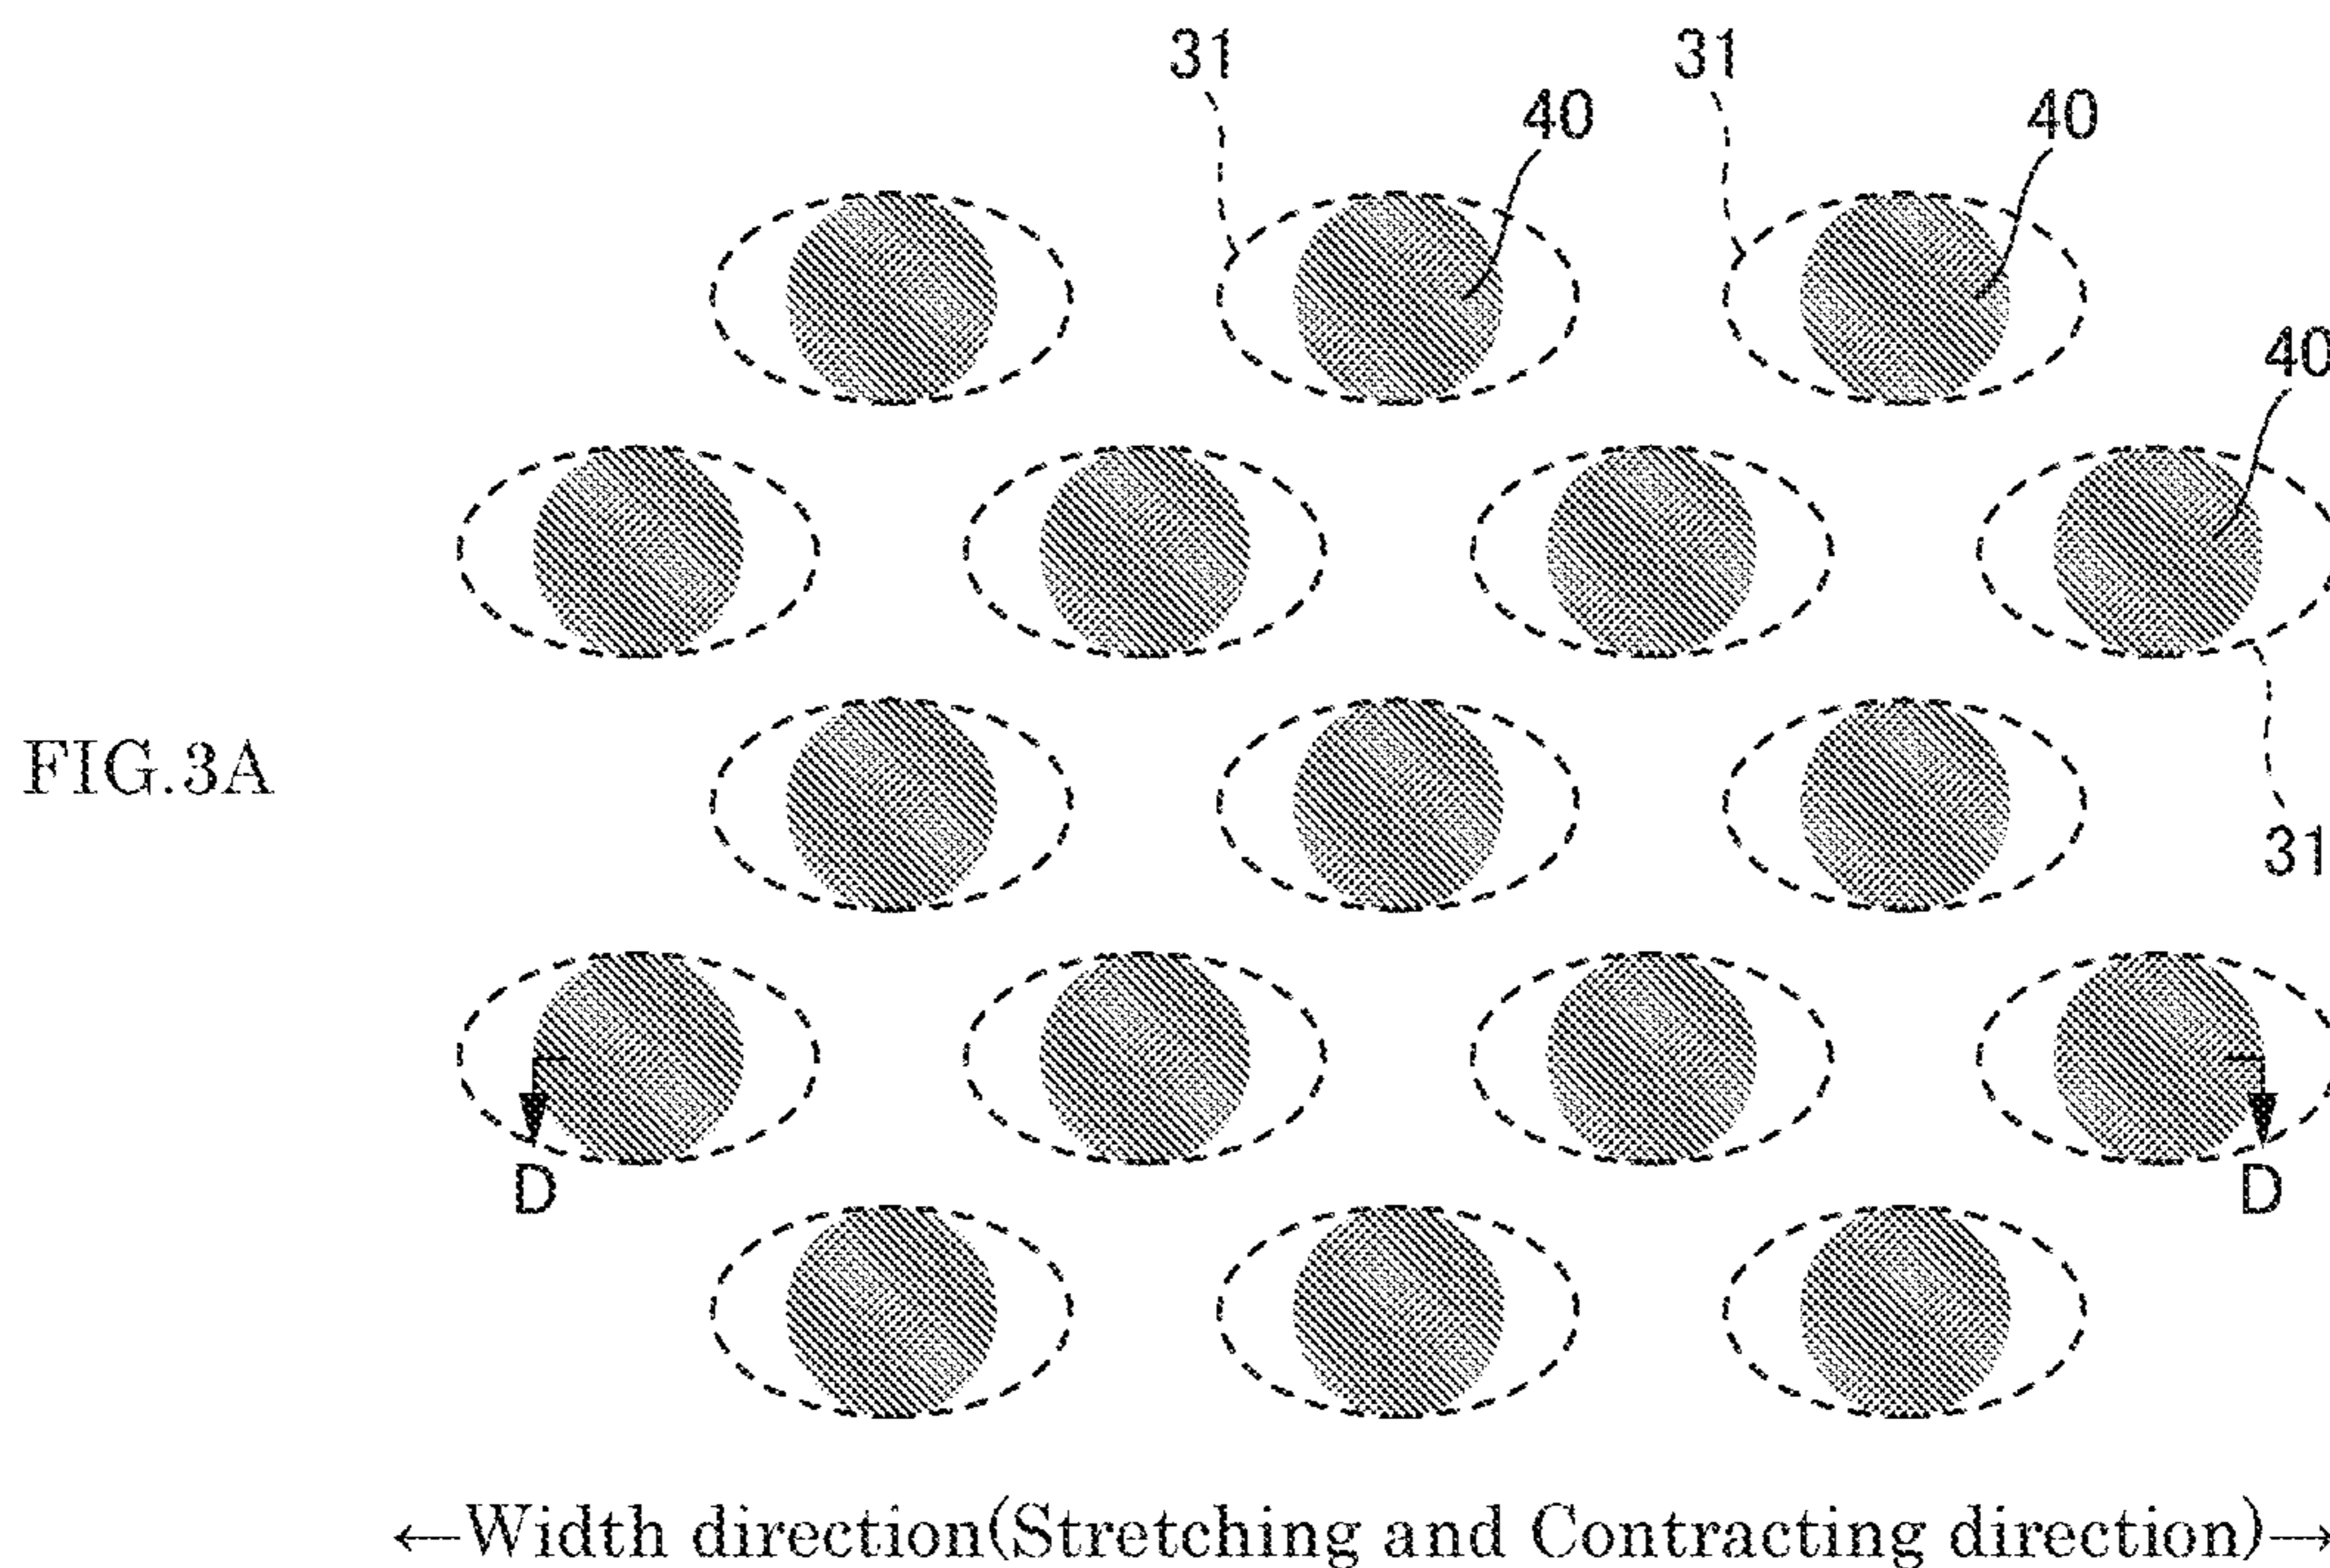 31 31
40 40
40
FIG.3A
31
D D
←Width direction(Stretching and Contracting direction)→